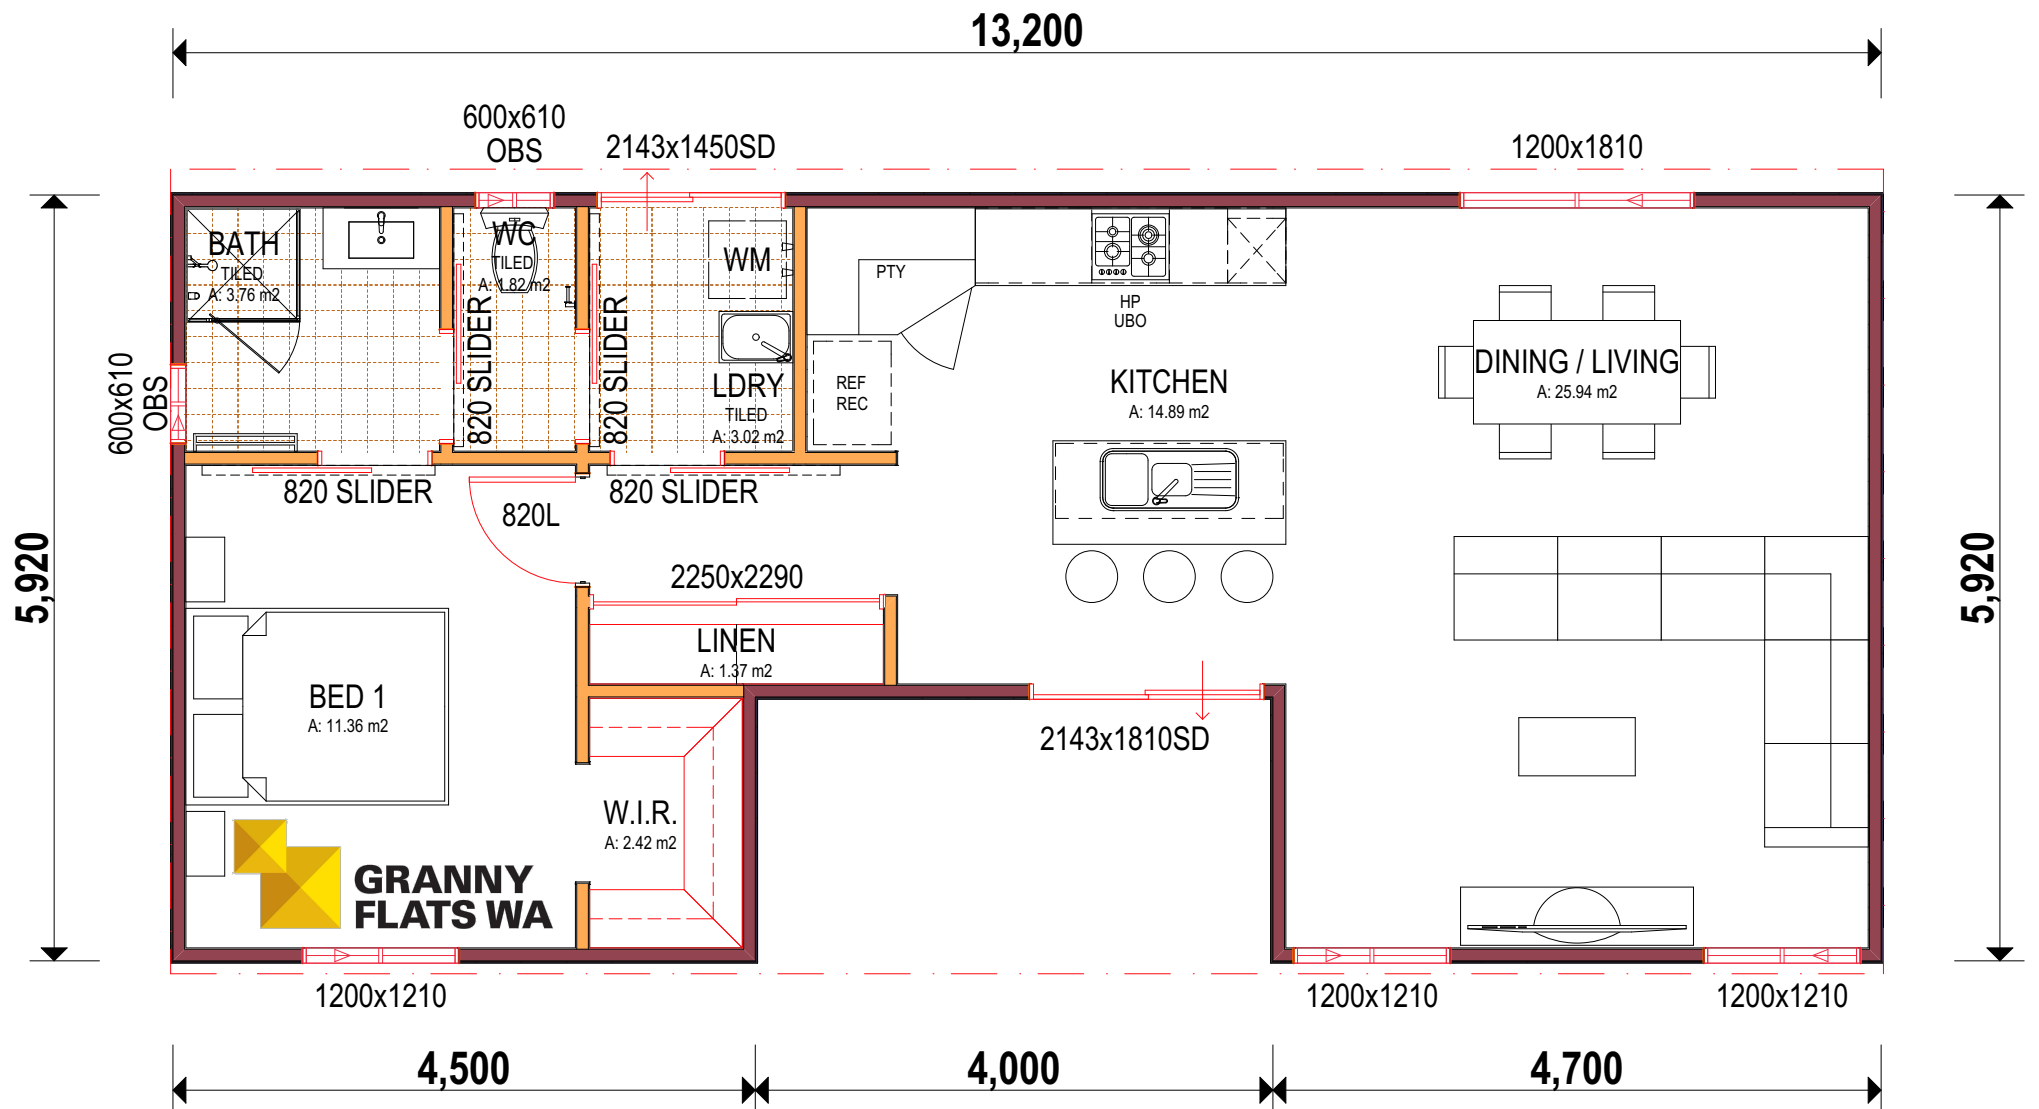 13,200
600x610
OBS
2143x1450SD
1200x1810
BATH
TILED
A: 3.76 m2
WC
TILED
A: 1.82 m2
WM
PTY
HP
UBO
820 SLIDER
820 SLIDER
LDRY
TILED
A: 3.02 m2
REF
REC
KITCHEN
A: 14.89 m2
DINING / LIVING
A: 25.94 m2
600x610
OBS
820 SLIDER
820L
820 SLIDER
5,920
5,920
2250x2290
LINEN
A: 1.37 m2
BED 1
A: 11.36 m2
2143x1810SD
W.I.R.
A: 2.42 m2
GRANNY
FLATS WA
1200x1210
1200x1210
1200x1210
4,500
4,000
4,700